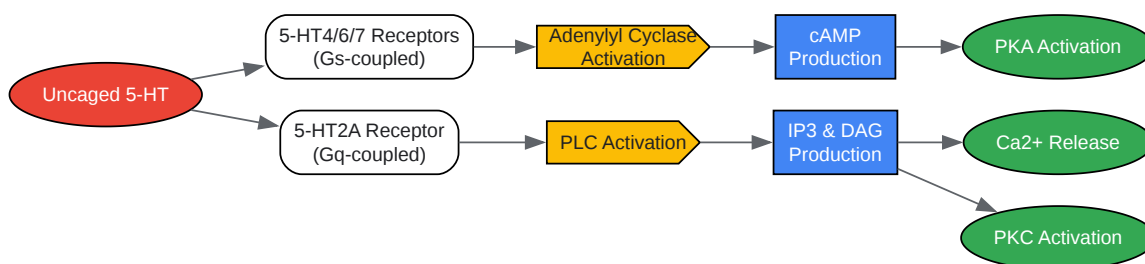 Uncaged 5-HT
5-HT4/6/7 Receptors
(Gs-coupled)
Adenylyl Cyclase
Activation
cAMP
Production
PKA Activation
5-HT2A Receptor
(Gq-coupled)
PLC Activation
IP3 & DAG
Production
Ca2+ Release
PKC Activation